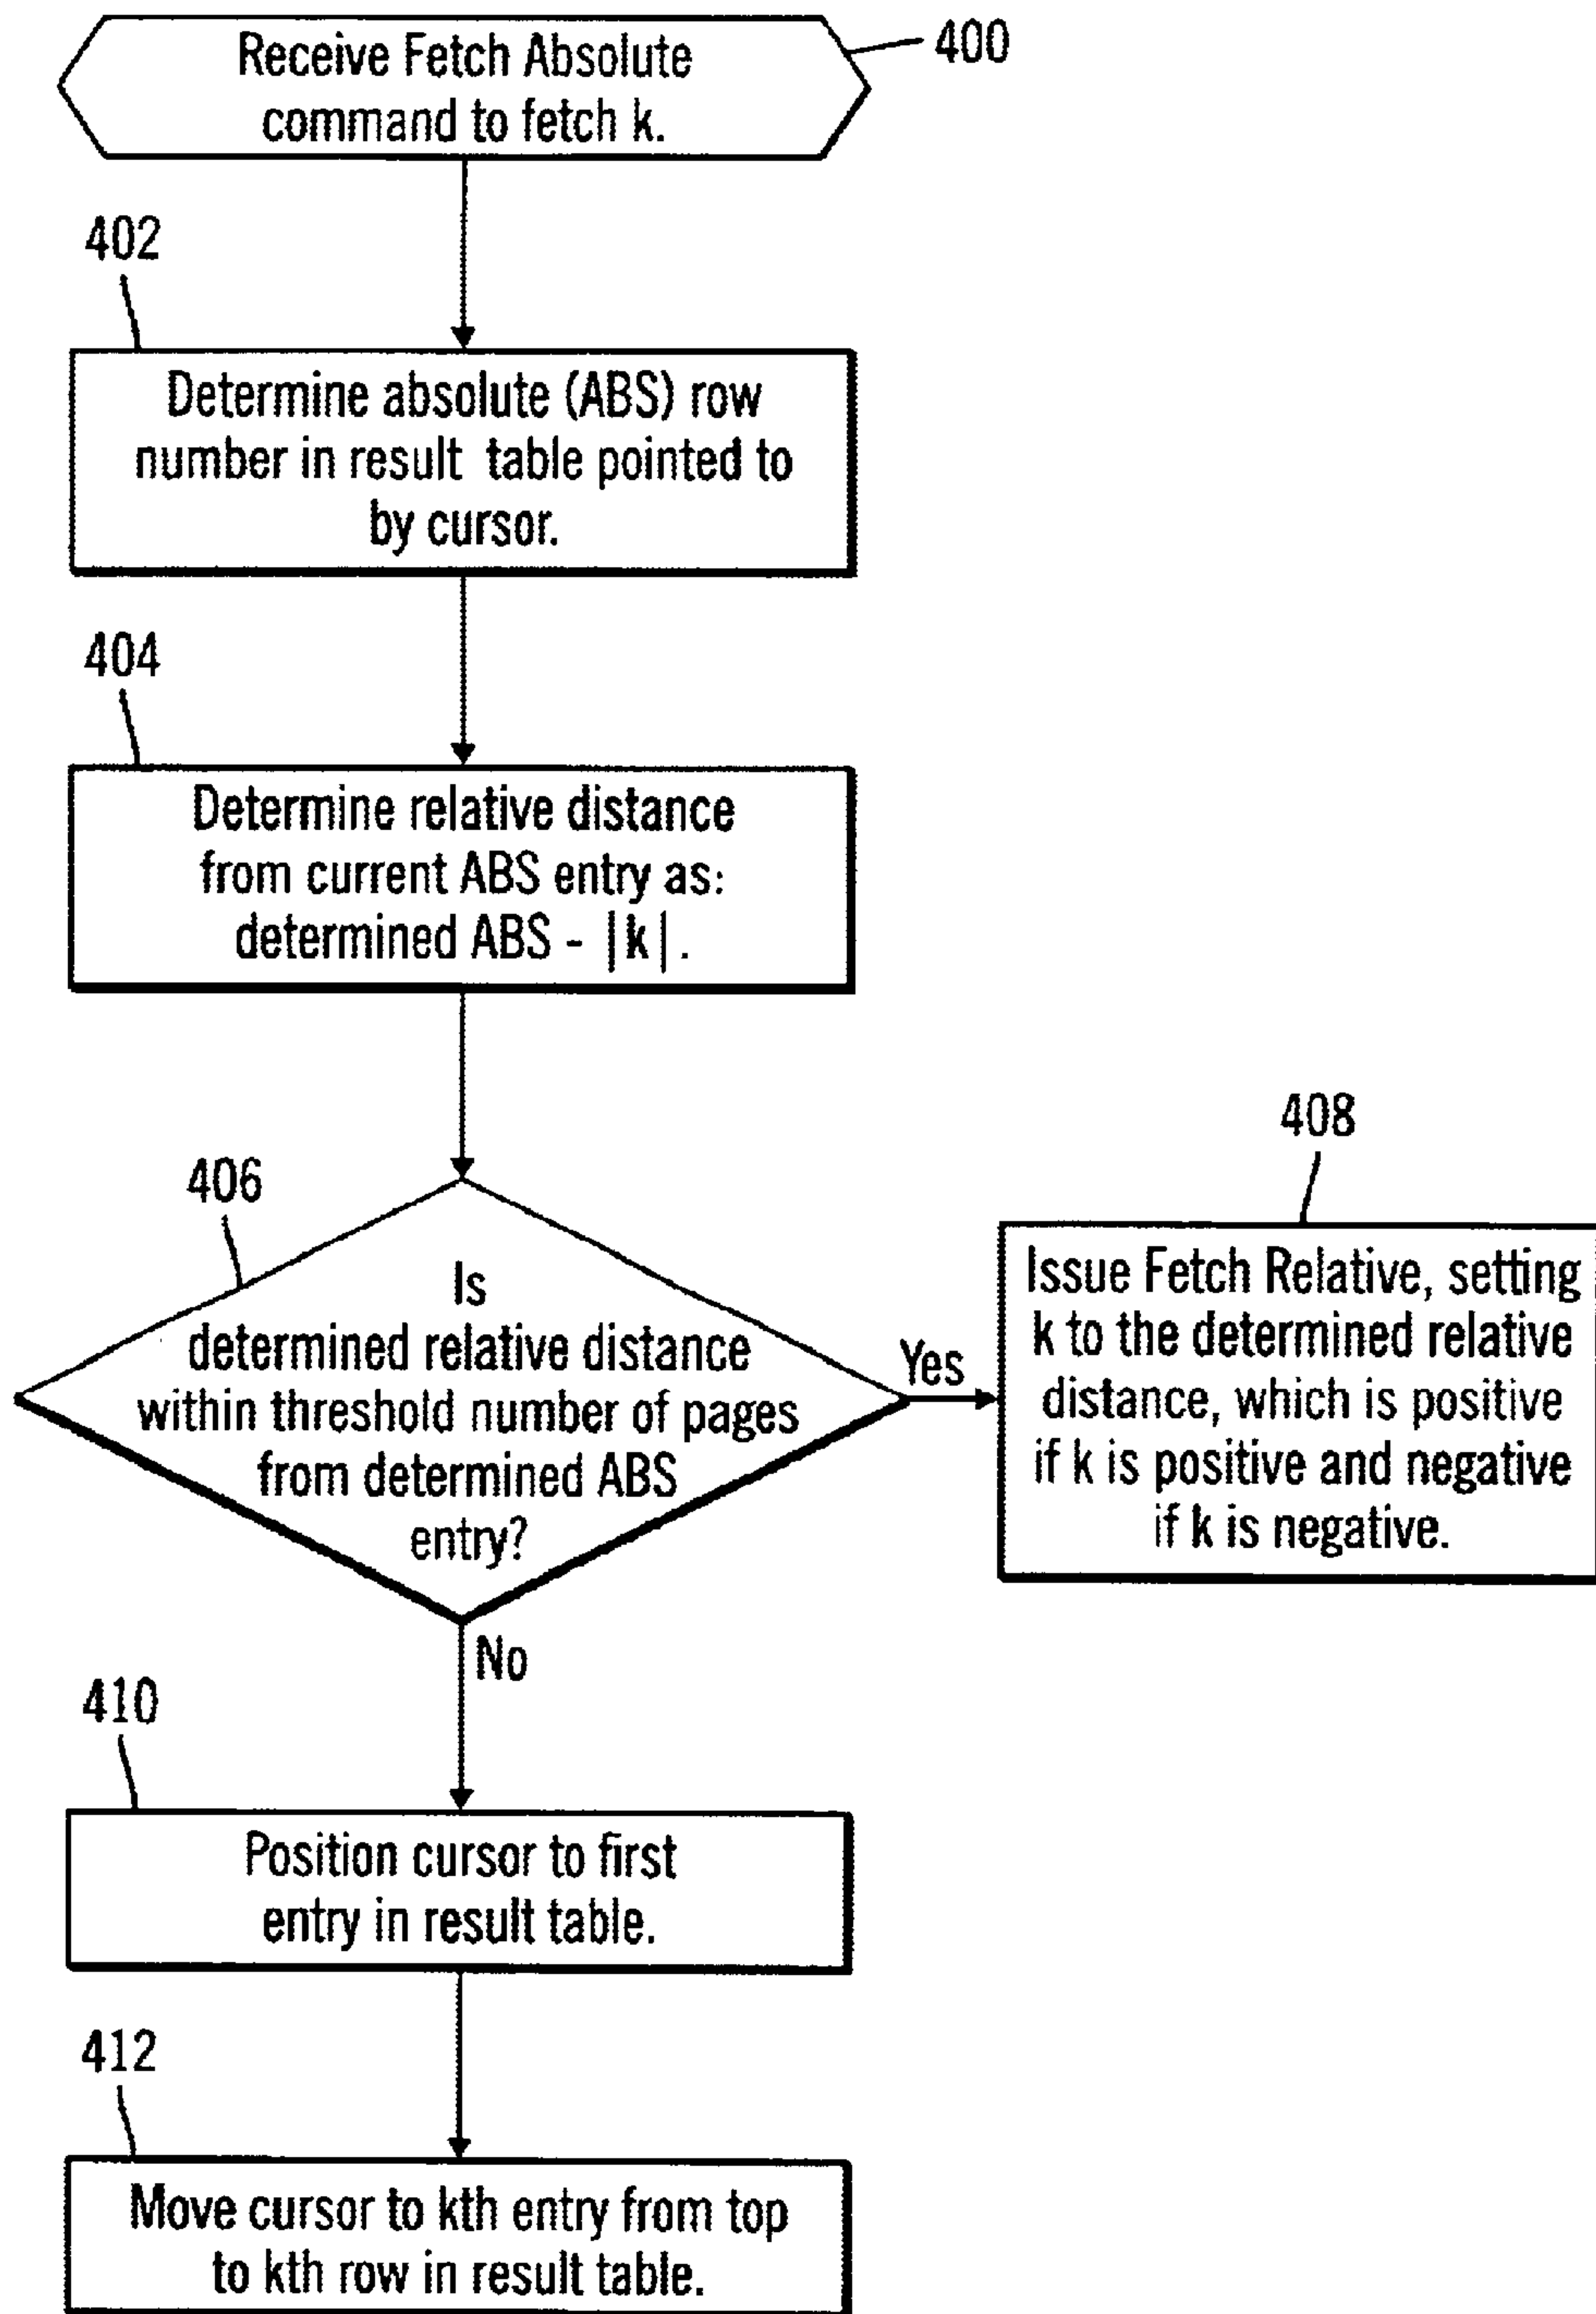 Receive Fetch Absolute
command to fetch k.
400
402
Determine absolute (ABS) row
number in result table pointed to
by cursor.
404
Determine relative distance
from current ABS entry as:
determined ABS - |k|.
406
Is
determined relative distance
within threshold number of pages
from determined ABS
entry?
Yes
408
Issue Fetch Relative, setting
k to the determined relative
distance, which is positive
if k is positive and negative
if k is negative.
No
410
Position cursor to first
entry in result table.
412
Move cursor to kth entry from top
to kth row in result table.